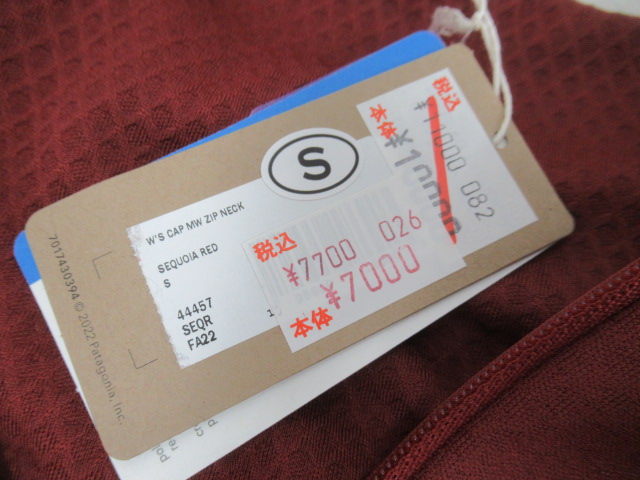 S
W'S CAP MW ZIP NECK
SEQUOIA RED
S
44457
SEQR
FA22
税込
¥7700 026
¥7000
本体
税込
¥11000 082
本体
7017430394 © 2022 Patagonia, Inc.